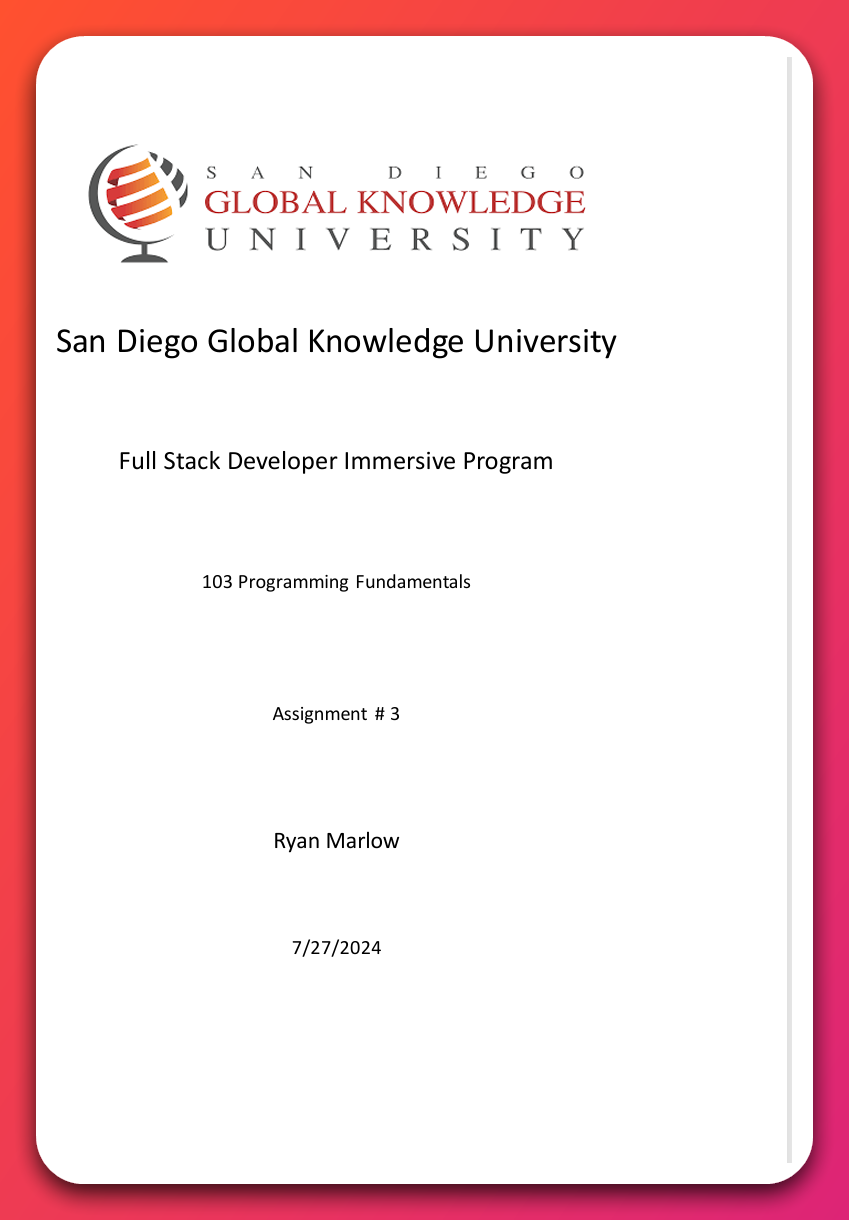 SAN DIEGO
GLOBAL KNOWLEDGE
UNIVERSITY
San Diego Global Knowledge University
Full Stack Developer Immersive Program
103 Programming Fundamentals
Assignment # 3
Ryan Marlow
7/27/2024